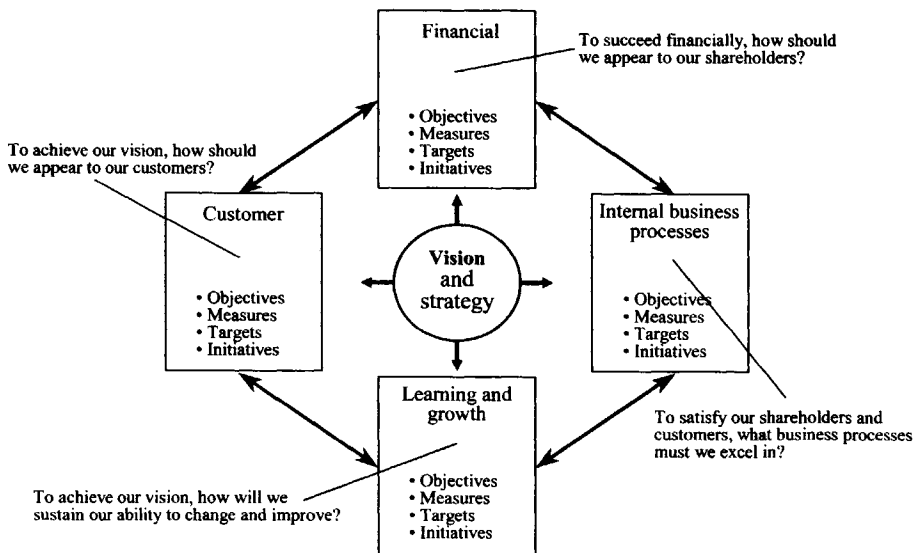 Financial
• Objectives
• Measures
• Targets
• Initiatives
To succeed financially, how should
we appear to our shareholders?
To achieve our vision, how should
we appear to our customers?
Customer
• Objectives
• Measures
• Targets
• Initiatives
Vision
and
strategy
Internal business
processes
• Objectives
• Measures
• Targets
• Initiatives
To satisfy our shareholders and
customers, what business processes
must we excel in?
Learning and
growth
• Objectives
• Measures
• Targets
• Initiatives
To achieve our vision, how will we
sustain our ability to change and improve?